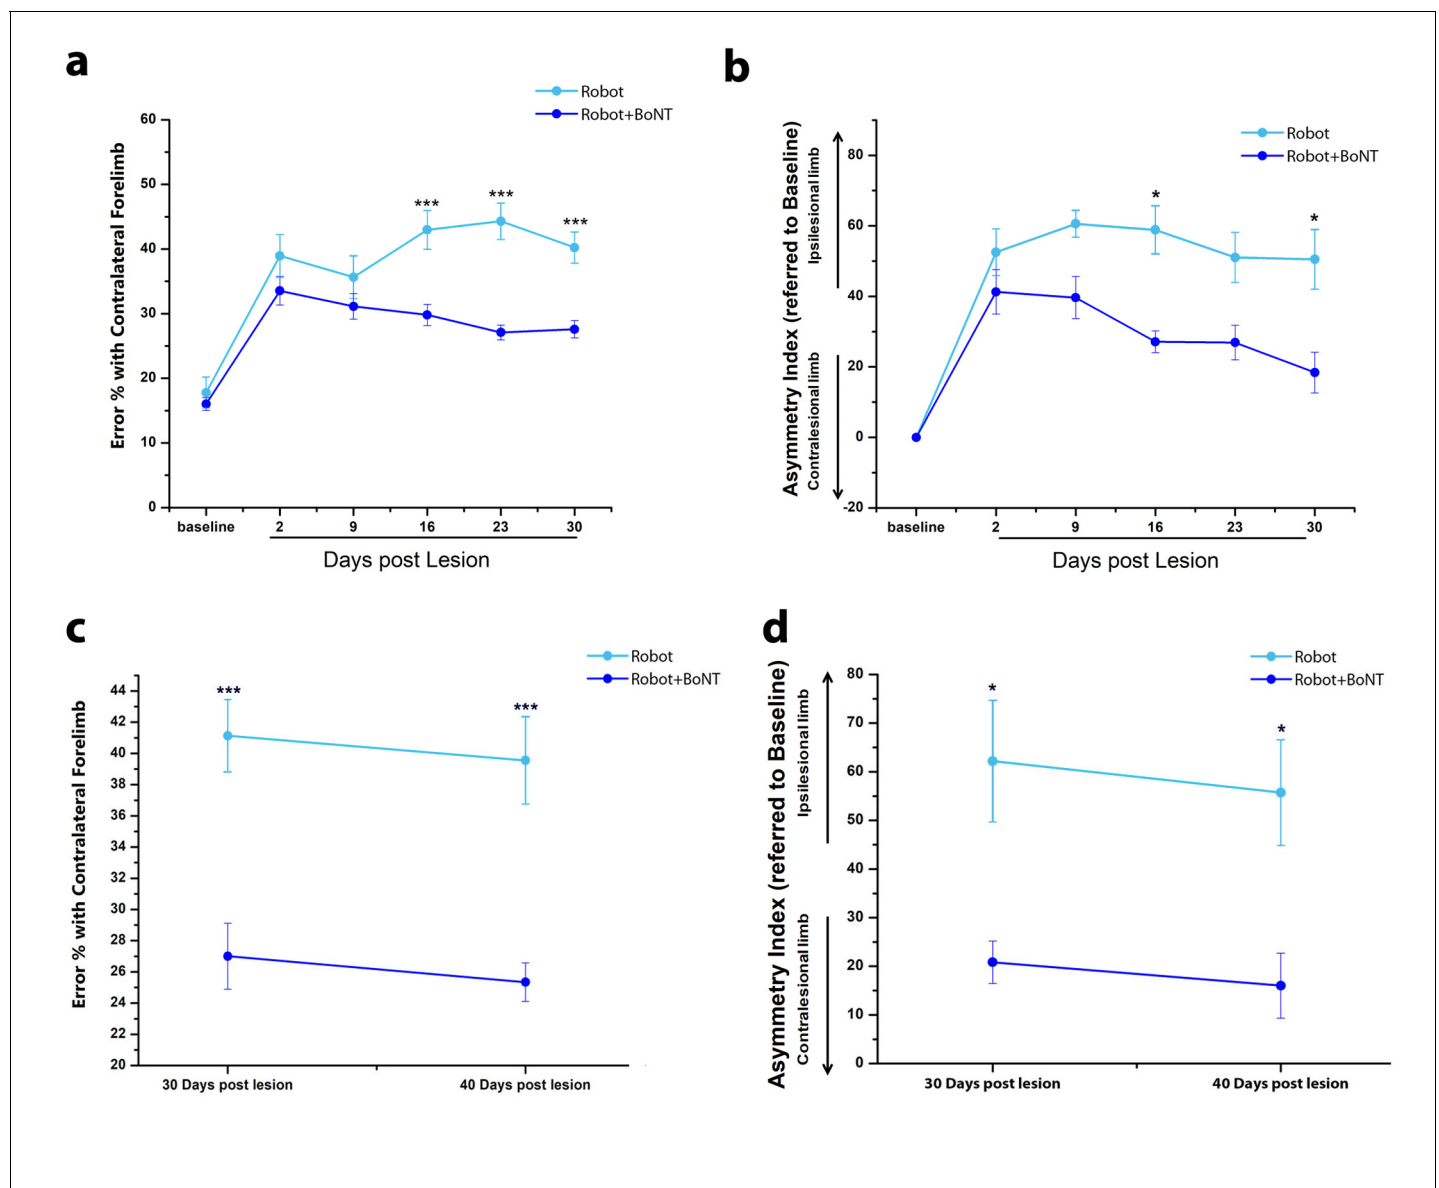 a
Robot
Robot+BoNT
Error % with Contralateral Forelimb
60
50
40
30
20
10
0
***
***
***
baseline
2
9
16
23
30
Days post Lesion
b
Robot
Robot+BoNT
Asymmetry Index (referred to Baseline)
Ipsilesional limb
Contralesional limb
80
60
40
20
0
-20
*
*
baseline
2
9
16
23
30
Days post Lesion
c
Robot
Robot+BoNT
Error % with Contralateral Forelimb
44
42
40
38
36
34
32
30
28
26
24
22
20
***
***
30 Days post lesion
40 Days post lesion
d
Robot
Robot+BoNT
Asymmetry Index (referred to Baseline)
Ipsilesional limb
Contralesional limb
80
70
60
50
40
30
20
10
0
*
*
30 Days post lesion
40 Days post lesion